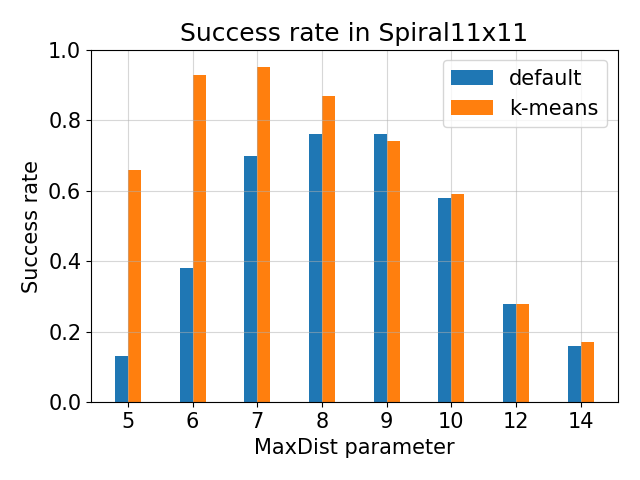 Success rate in Spiral11x11
1.0
0.8
0.6
0.4
0.2
0.0
Success rate
default
k-means
5 6 7 8 9 10 12 14
MaxDist parameter